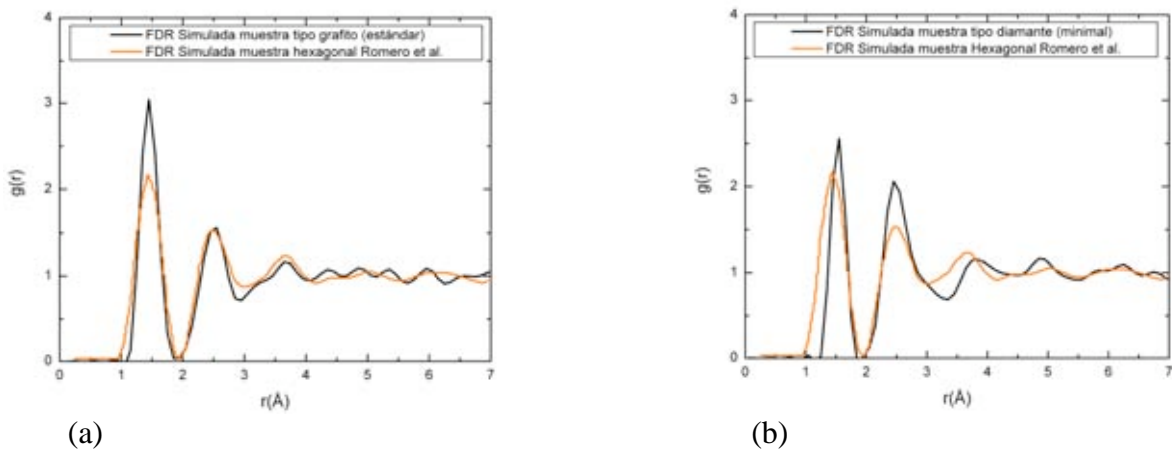 FDR Simulada muestra tipo grafito (estándar)
FDR Simulada muestra hexagonal Romero et al.
4
3
2
1
0
g(r)
0 1 2 3 4 5 6 7
r(Å)
(a)
FDR Simulada muestra tipo diamante (minimal)
FDR Simulada muestra Hexagonal Romero et al.
4
3
2
1
0
g(r)
0 1 2 3 4 5 6 7
r(Å)
(b)